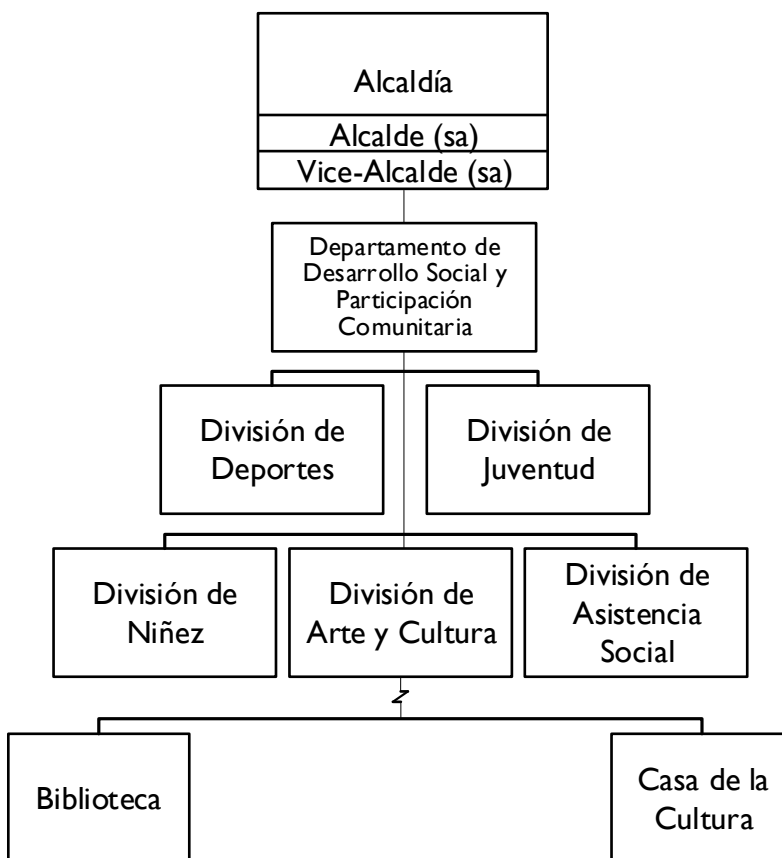 Alcaldía
Alcalde (sa)
Vice-Alcalde (sa)
Departamento de
Desarrollo Social y
Participación
Comunitaria
División de
Deportes
División de
Juventud
División de
Niñez
División de
Arte y Cultura
División de
Asistencia
Social
Biblioteca
Casa de la
Cultura